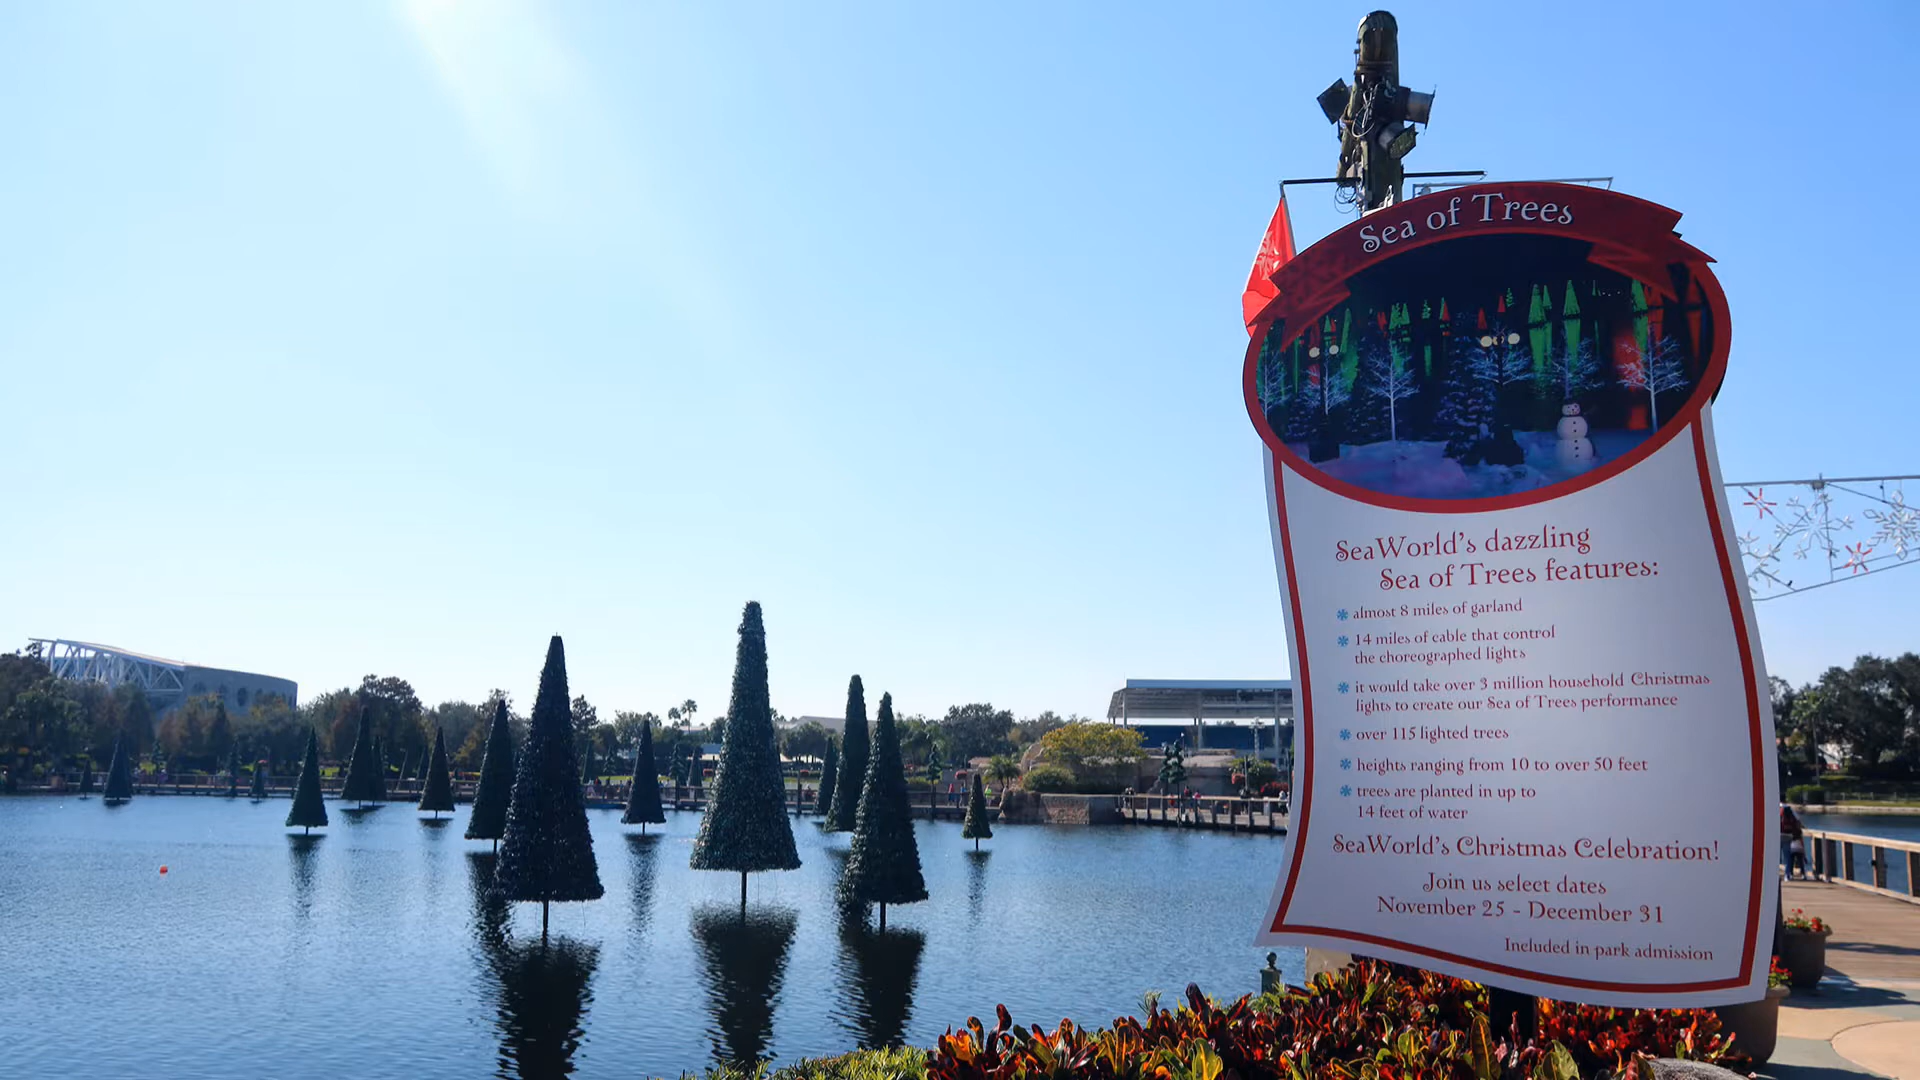 Sea of Trees
SeaWorld's dazzling
Sea of Trees features:
almost 8 miles of garland
14 miles of cable that control
the choreographed lights
it would take over 3 million household Christmas
lights to create our Sea of Trees performance
over 115 lighted trees
heights ranging from 10 to over 50 feet
trees are planted in up to
14 feet of water
SeaWorld's Christmas Celebration!
Join us select dates
November 25 - December 31
Included in park admission